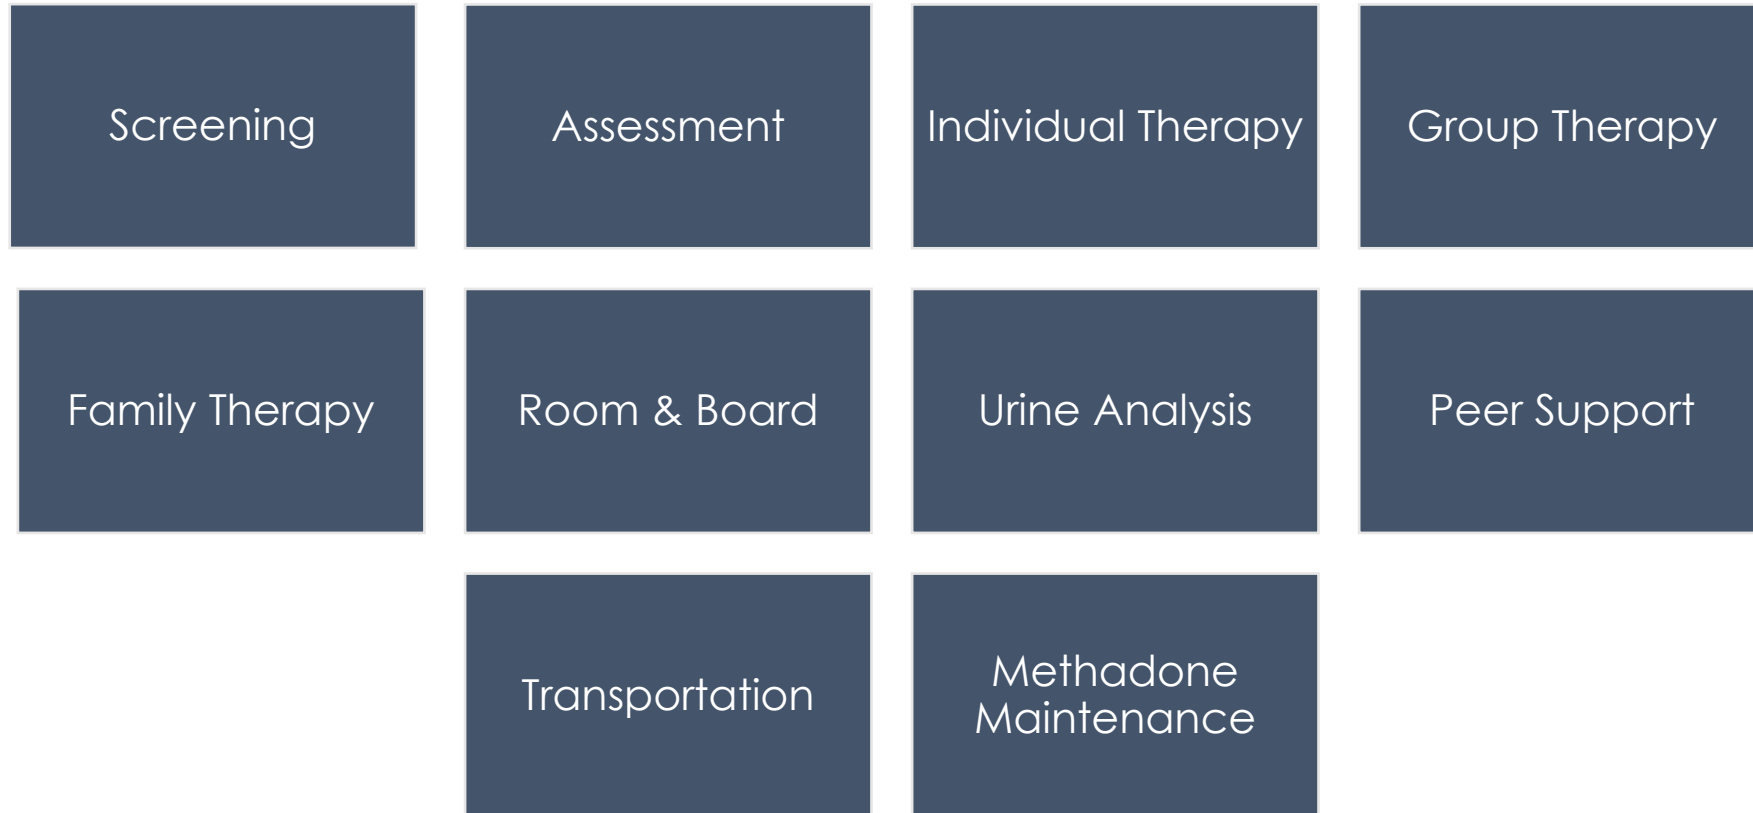 Screening
Assessment
Individual Therapy
Group Therapy
Family Therapy
Room & Board
Urine Analysis
Peer Support
Transportation
Methadone
Maintenance